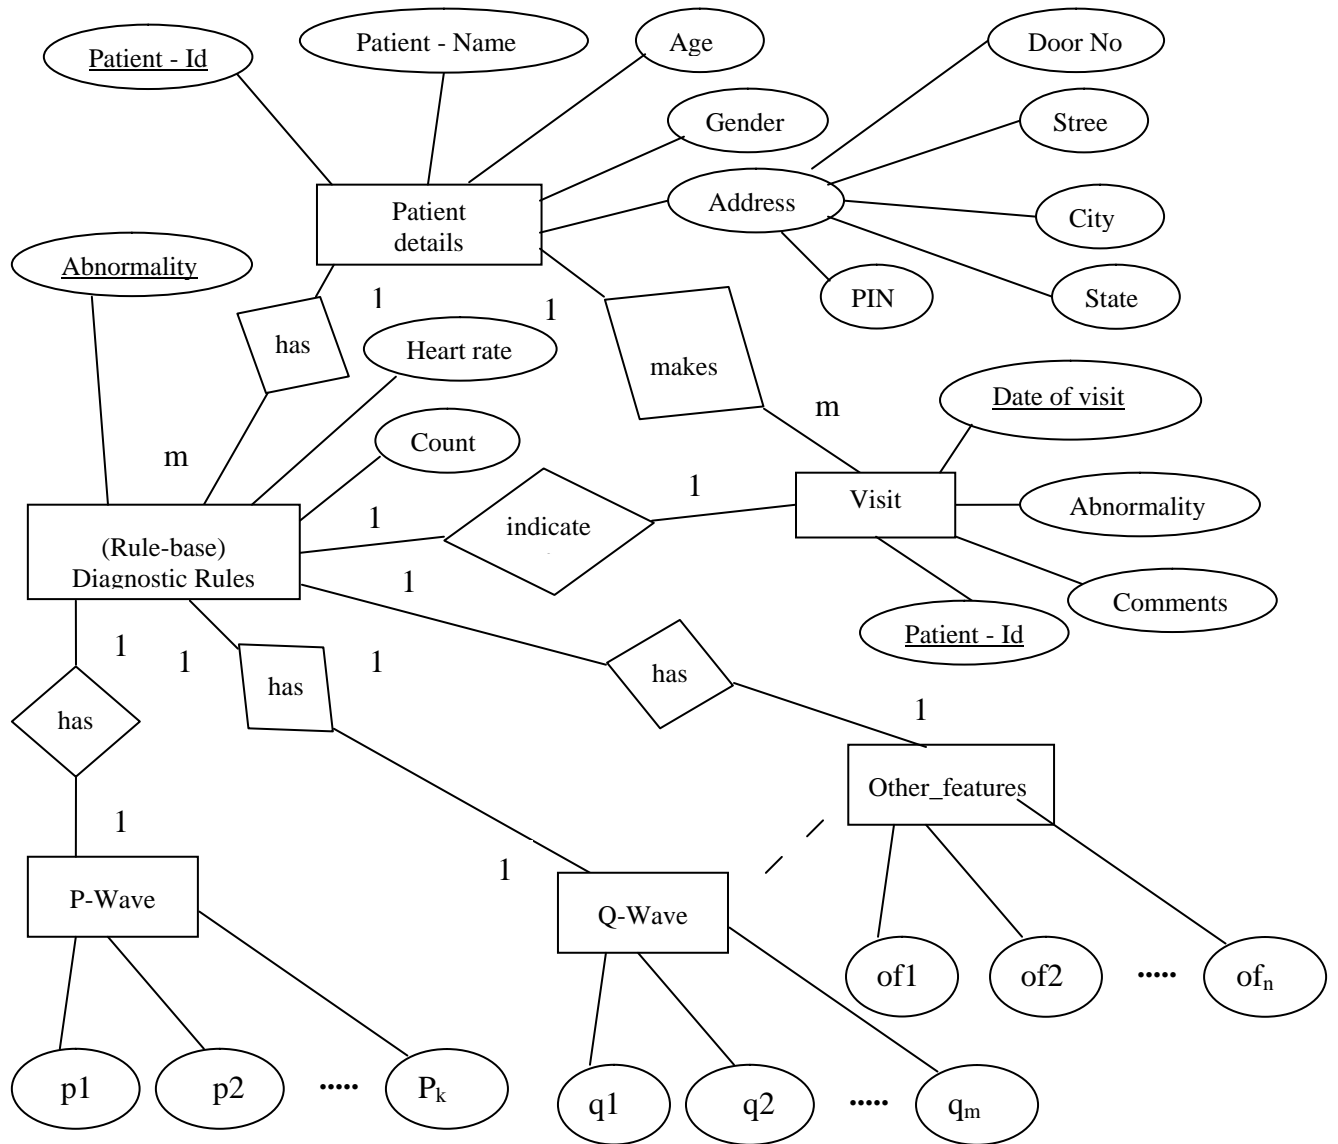 Patient - Id
Patient - Name
Age
Door No
Gender
Stree
Address
Patient
details
City
Abnormality
PIN
State
1
1
has
Heart rate
makes
Date of visit
m
Count
m
1
Visit
Abnormality
1
indicate
(Rule-base)
Diagnostic Rules
1
Comments
Patient - Id
1
1
1
has
has
has
1
Other_features
1
1
P-Wave
Q-Wave
of1
of2
.....
ofn
p1
p2
.....
Pk
q1
q2
.....
qm